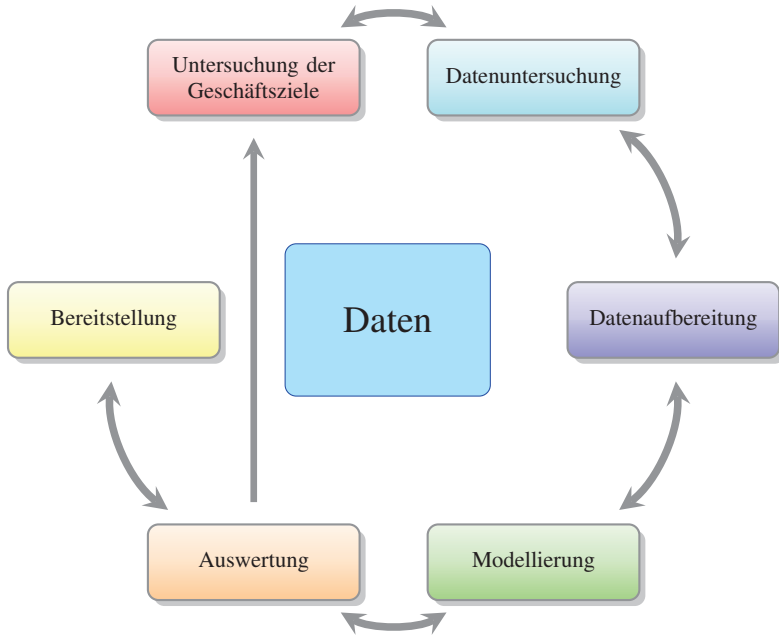 Untersuchung der
Geschäftsziele
Datenuntersuchung
Bereitstellung
Daten
Datenaufbereitung
Auswertung
Modellierung